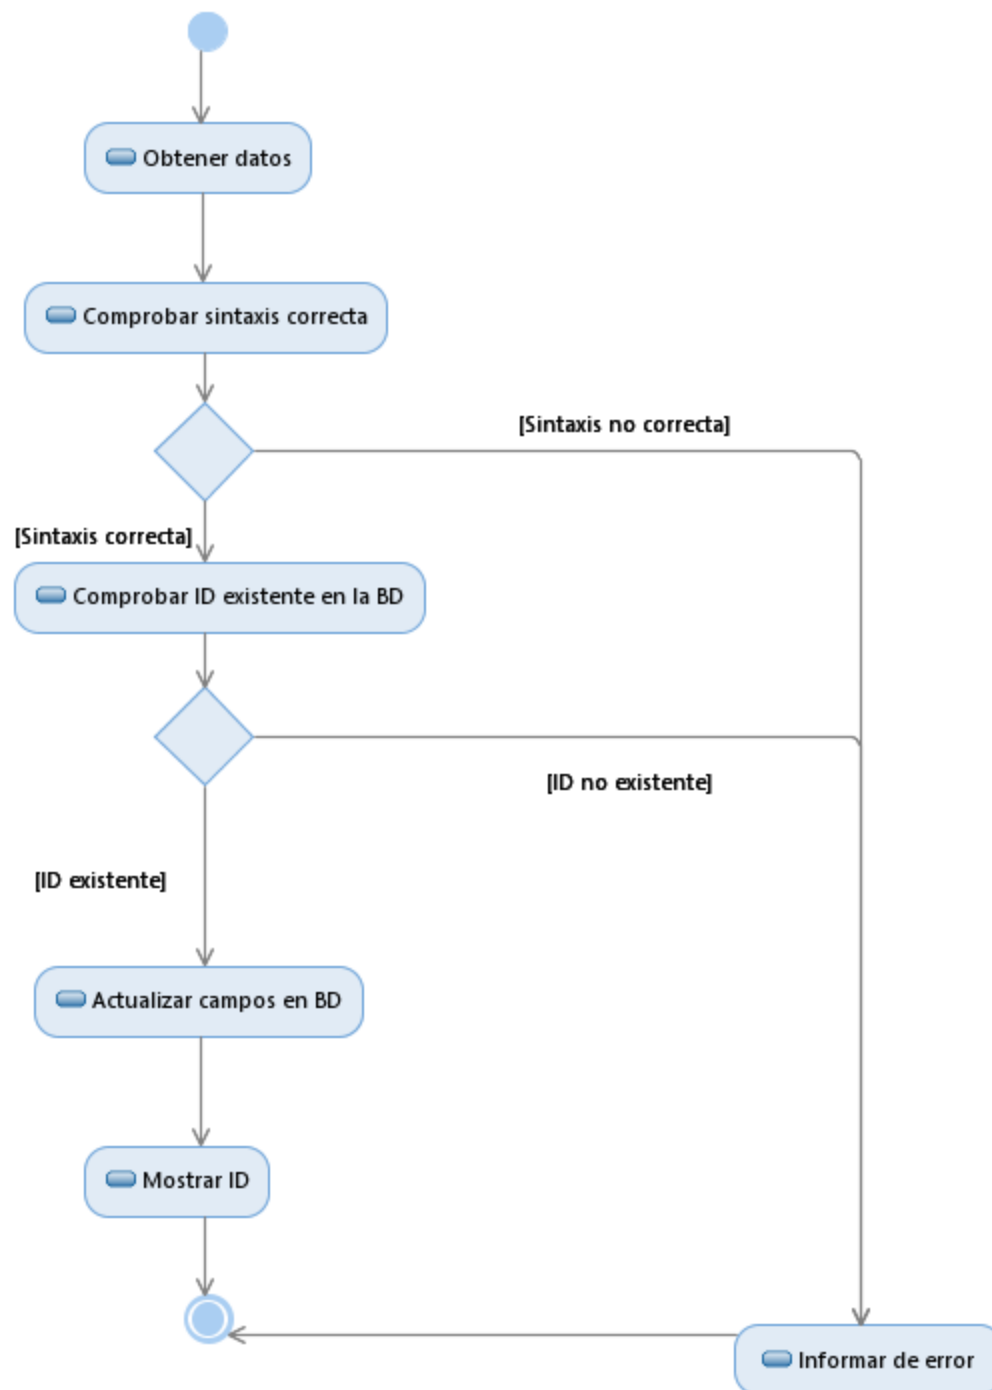 Obtener datos
Comprobar sintaxis correcta
[Sintaxis no correcta]
[Sintaxis correcta]
Comprobar ID existente en la BD
[ID no existente]
[ID existente]
Actualizar campos en BD
Mostrar ID
Informar de error